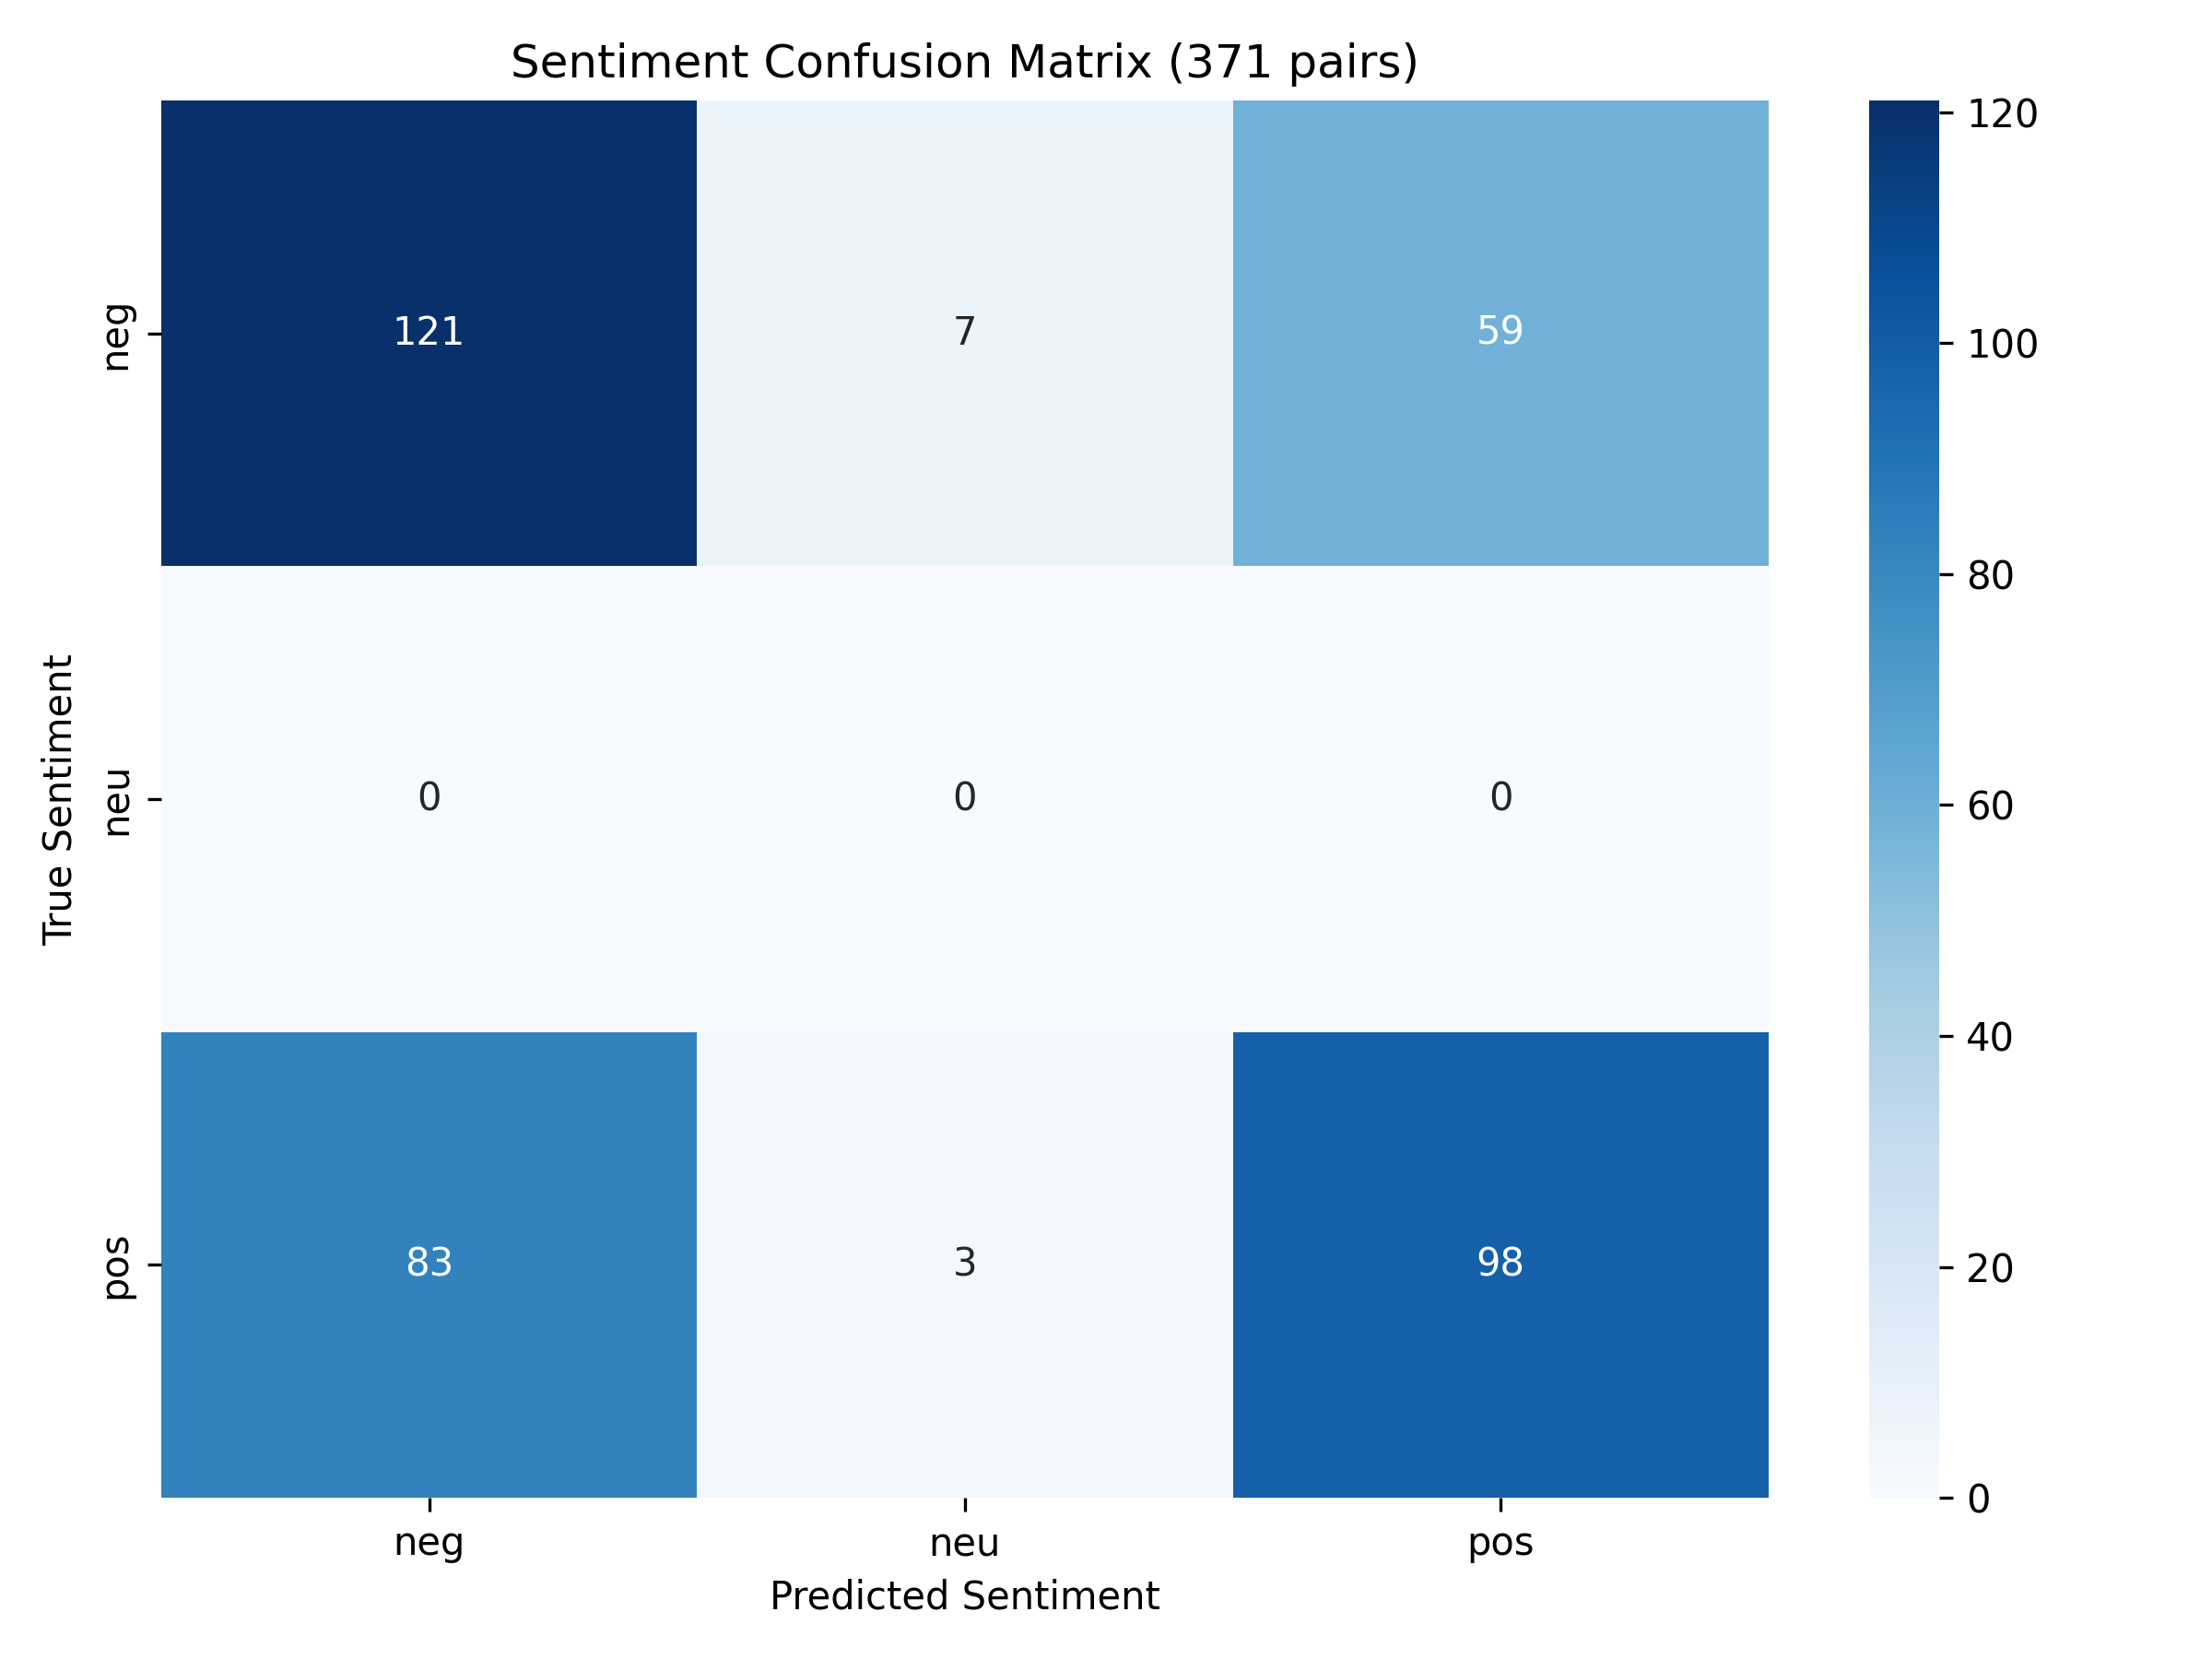 Sentiment Confusion Matrix (371 pairs)
True Sentiment
neg
121
7
59
neu
0
0
0
pos
83
3
98
neg
neu
pos
Predicted Sentiment
120
100
80
60
40
20
0